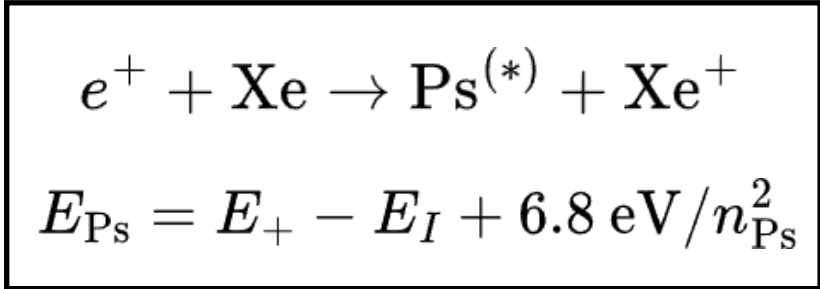 e⁺ + Xe → Ps⁽*⁾ + Xe⁺
E_Ps = E₊ − E_I + 6.8 eV/n²_Ps